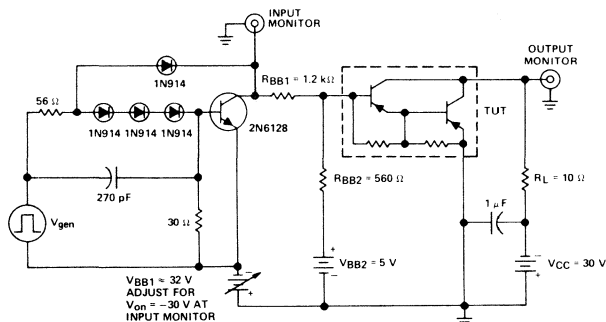 INPUT
MONITOR
1N914
RBB1 = 1.2 kΩ
OUTPUT
MONITOR
TUT
56 Ω
1N914 1N914 1N914
2N6128
270 pF
RBB2 = 560 Ω
RL = 10 Ω
1 μF
Vgen
30 Ω
VBB1 ≈ 32 V
ADJUST FOR
Von = −30 V AT
INPUT MONITOR
−
+
+
−
VBB2 = 5 V
−
+
VCC = 30 V